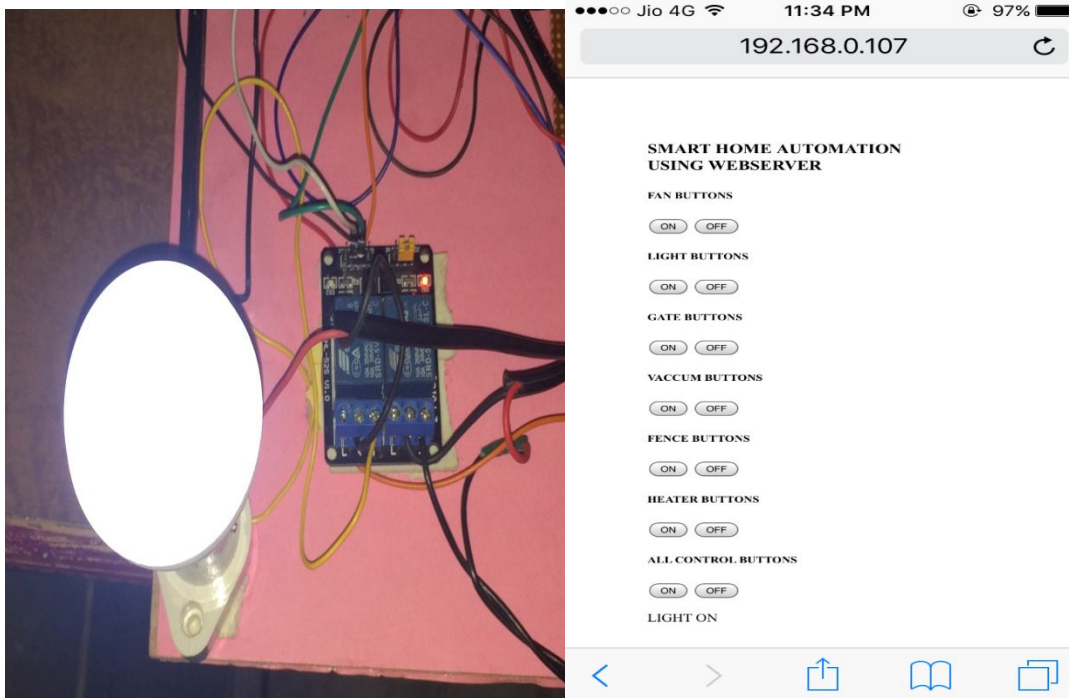 Jio 4G 11:34 PM 97%
192.168.0.107
SMART HOME AUTOMATION
USING WEBSERVER
FAN BUTTONS
ON OFF
LIGHT BUTTONS
ON OFF
GATE BUTTONS
ON OFF
VACCUM BUTTONS
ON OFF
FENCE BUTTONS
ON OFF
HEATER BUTTONS
ON OFF
ALL CONTROL BUTTONS
ON OFF
LIGHT ON